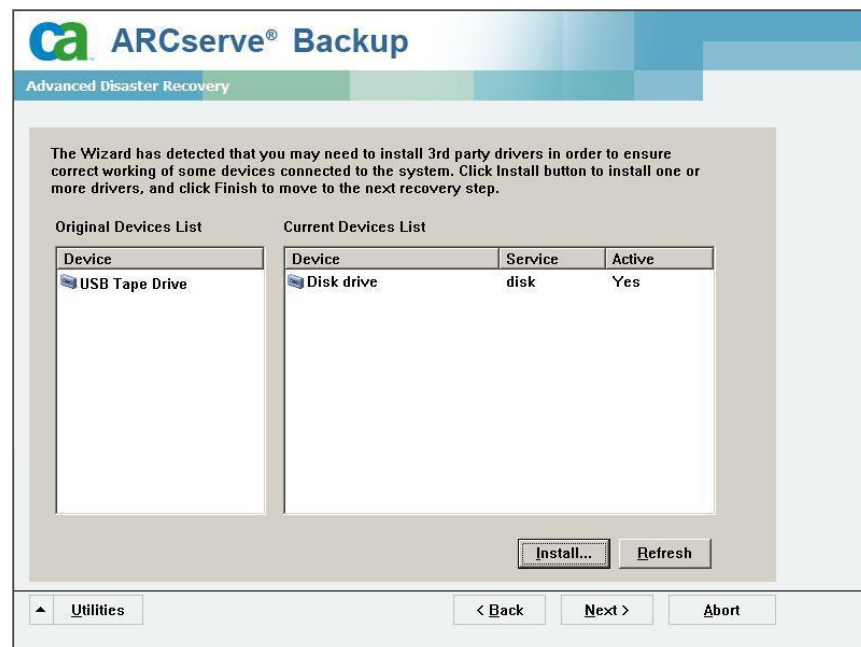 ca ARCserve® Backup
Advanced Disaster Recovery
The Wizard has detected that you may need to install 3rd party drivers in order to ensure
correct working of some devices connected to the system. Click Install button to install one or
more drivers, and click Finish to move to the next recovery step.
Original Devices List
Device
USB Tape Drive
Current Devices List
Device Service Active
Disk drive disk Yes
Install... Refresh
Utilities < Back Next > Abort